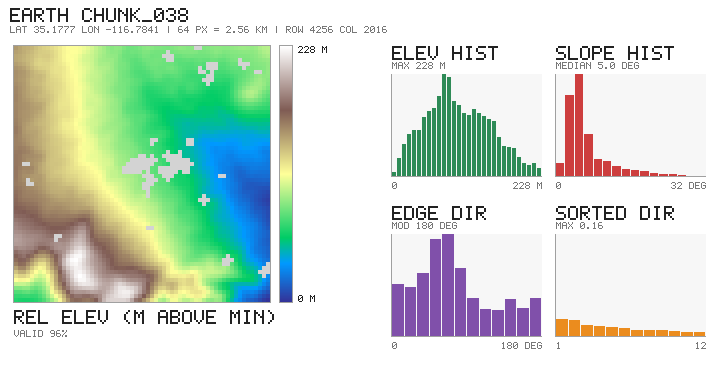 EARTH CHUNK_038
LAT 35.1777 LON -116.7841 | 64 PX = 2.56 KM | ROW 4256 COL 2016
228 M
0 M
REL ELEV (M ABOVE MIN)
VALID 96%
ELEV HIST
MAX 228 M
0 228 M
SLOPE HIST
MEDIAN 5.0 DEG
0 32 DEG
EDGE DIR
MOD 180 DEG
0 180 DEG
SORTED DIR
MAX 0.16
1 12